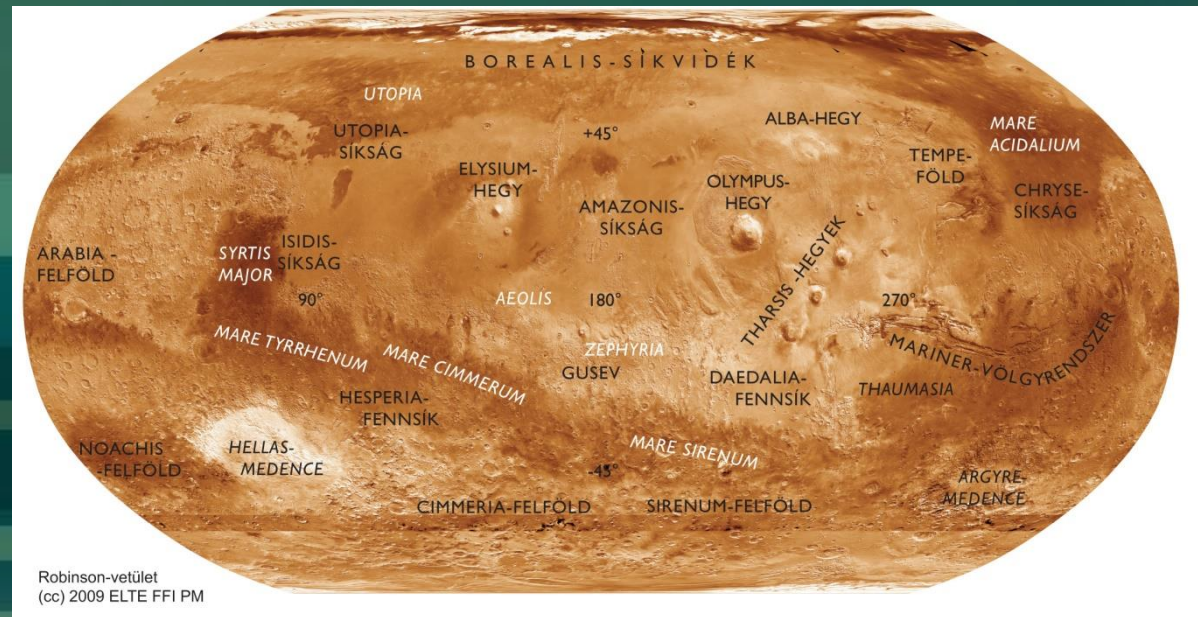 BOREALIS-SÍKVIDÉK
UTOPIA
UTOPIA-
SÍKSÁG
+45°
ALBA-HEGY
MARE
ACIDALIUM
ELYSIUM-
HEGY
AMAZONIS-
SÍKSÁG
OLYMPUS-
HEGY
TEMPE-
FÖLD
CHRYSE-
SÍKSÁG
ARABIA -
FELFÖLD
SYRTIS
MAJOR
ISIDIS-
SÍKSÁG
90°
AEOLIS
180°
THARSIS -HEGYEK
270°
MARE TYRRHENUM
MARE CIMMERUM
ZEPHYRIA
GUSEV
MARINER-VÖLGYRENDSZER
HESPERIA-
FENNSÍK
DAEDALIA-
FENNSÍK
THAUMASIA
NOACHIS
-FELFÖLD
HELLAS-
MEDENCE
MARE SIRENUM
-45°
ARGYRE-
MEDENCE
CIMMERIA-FELFÖLD
SIRENUM-FELFÖLD
Robinson-vetület
(cc) 2009 ELTE FFI PM